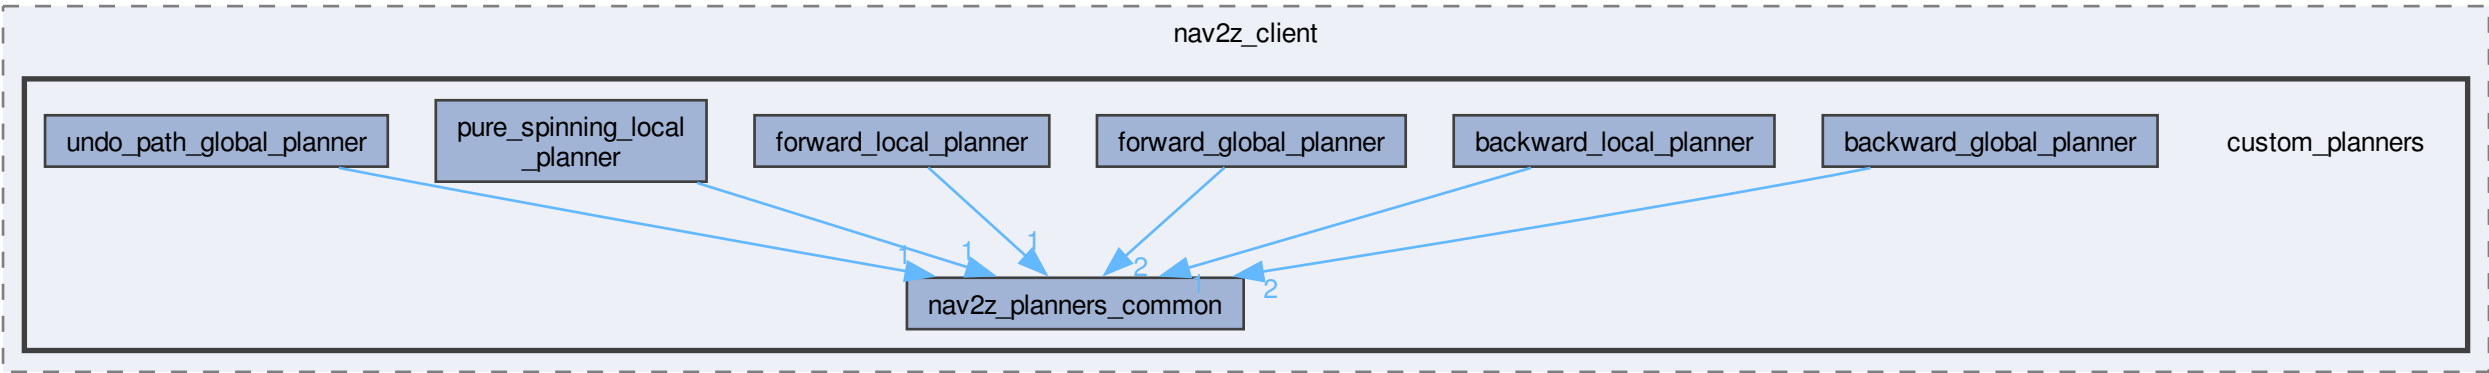 nav2z_client
undo_path_global_planner
pure_spinning_local
_planner
forward_local_planner
forward_global_planner
backward_local_planner
backward_global_planner
custom_planners
1
1
1
2
1
2
nav2z_planners_common